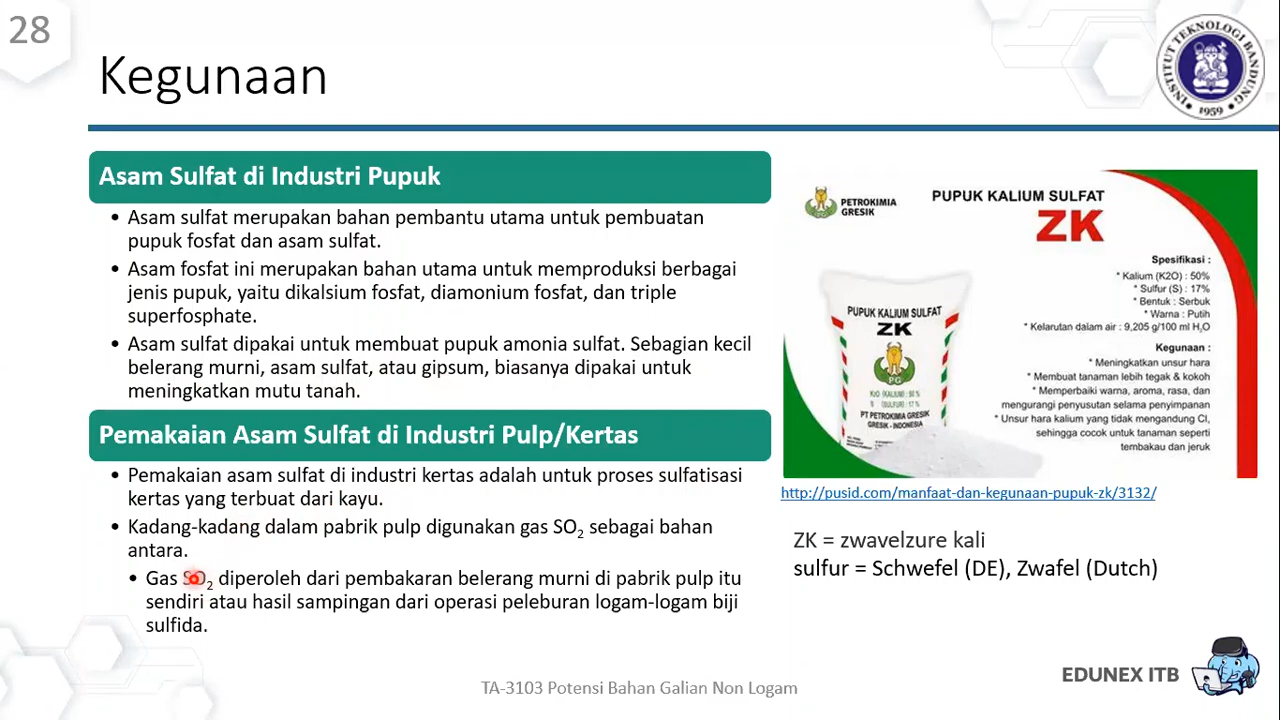 28
Kegunaan
INSTITUT TEKNOLOGI BANDUNG
1959
Asam Sulfat di Industri Pupuk
• Asam sulfat merupakan bahan pembantu utama untuk pembuatan
pupuk fosfat dan asam sulfat.
• Asam fosfat ini merupakan bahan utama untuk memproduksi berbagai
jenis pupuk, yaitu dikalsium fosfat, diamonium fosfat, dan triple
superfosphate.
• Asam sulfat dipakai untuk membuat pupuk amonia sulfat. Sebagian kecil
belerang murni, asam sulfat, atau gipsum, biasanya dipakai untuk
meningkatkan mutu tanah.
Pemakaian Asam Sulfat di Industri Pulp/Kertas
• Pemakaian asam sulfat di industri kertas adalah untuk proses sulfatisasi
kertas yang terbuat dari kayu.
• Kadang-kadang dalam pabrik pulp digunakan gas SO₂ sebagai bahan
antara.
• Gas SO₂ diperoleh dari pembakaran belerang murni di pabrik pulp itu
sendiri atau hasil sampingan dari operasi peleburan logam-logam biji
sulfida.
PETROKIMIA
GRESIK
PUPUK KALIUM SULFAT
ZK
Spesifikasi :
* Kalium (K2O) : 50%
* Sulfur (S) : 17%
* Bentuk : Serbuk
* Warna : Putih
* Kelarutan dalam air : 9,205 g/100 ml H₂O
Kegunaan :
* Meningkatkan unsur hara
* Membuat tanaman lebih tegak & kokoh
* Memperbaiki warna, aroma, rasa, dan
mengurangi penyusutan selama penyimpanan
* Unsur hara kalium yang tidak mengandung Cl,
sehingga cocok untuk tanaman seperti
tembakau dan jeruk
PUPUK KALIUM SULFAT
ZK
PG
K₂O (KALIUM) : 50 %
S (SULFUR) : 17 %
PT PETROKIMIA GRESIK
GRESIK - INDONESIA
http://pusid.com/manfaat-dan-kegunaan-pupuk-zk/3132/
ZK = zwavelzure kali
sulfur = Schwefel (DE), Zwafel (Dutch)
EDUNEX ITB
TA-3103 Potensi Bahan Galian Non Logam